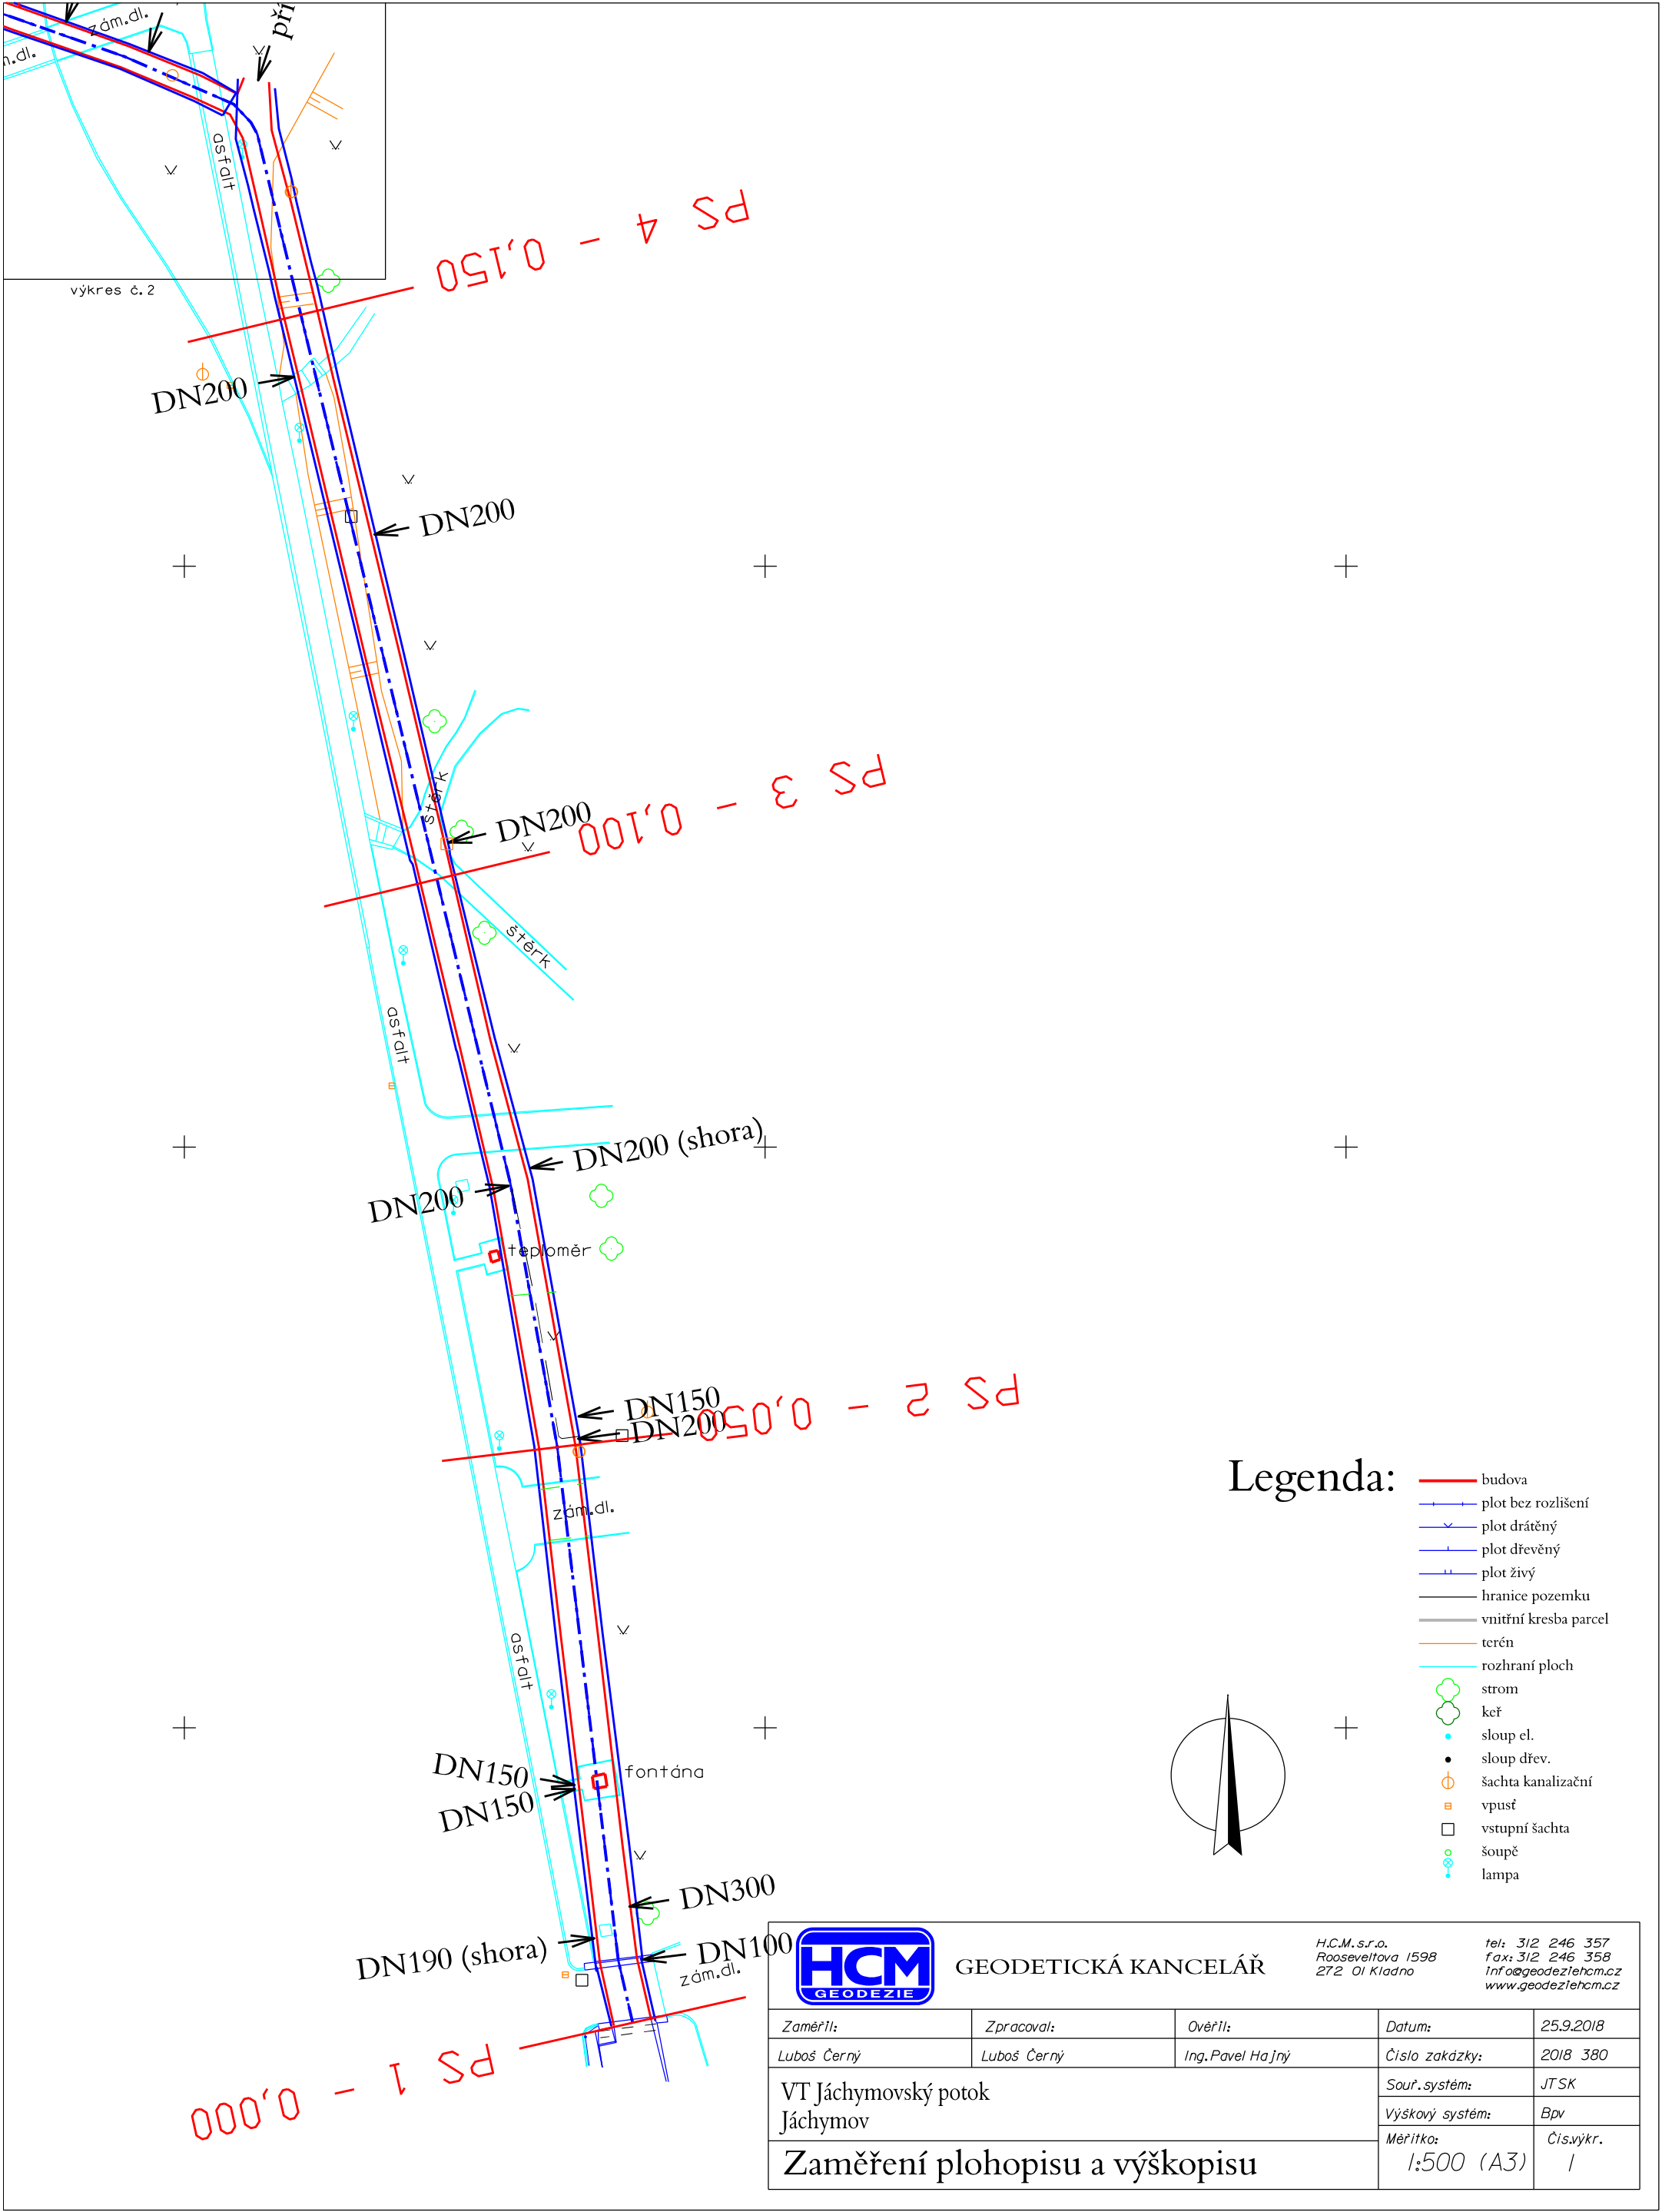 zám.dl.
pří
asfalt
výkres č.2
PS 4 - 0,150
DN200
DN200
štěrk
PS 3 - 0,100
DN200
štěrk
asfalt
DN200 (shora)
DN200
teploměr
DN150
DN200
PS 2 - 0,050
zám.dl.
asfalt
DN150
DN150
fontána
DN300
DN190 (shora)
DN100
zám.dl.
PS 1 - 0,000
Legenda:
budova
plot bez rozlišení
plot drátěný
plot dřevěný
plot živý
hranice pozemku
vnitřní kresba parcel
terén
rozhraní ploch
strom
keř
sloup el.
sloup dřev.
šachta kanalizační
vpusť
vstupní šachta
šoupě
lampa
HCM
GEODEZIE
GEODETICKÁ KANCELÁŘ
H.C.M. s.r.o.
Rooseveltova 1598
272 01 Kladno
tel: 312 246 357
fax: 312 246 358
info@geodeziehcm.cz
www.geodeziehcm.cz
Zaměřil: Zpracoval: Ověřil: Datum: 25.9.2018
Luboš Černý Luboš Černý Ing.Pavel Hajný Číslo zakázky: 2018 380
VT Jáchymovský potok
Jáchymov
Souř.systém: JTSK
Výškový systém: Bpv
Zaměření plohopisu a výškopisu
Měřítko: Čís.výkr.
1:500 (A3) 1